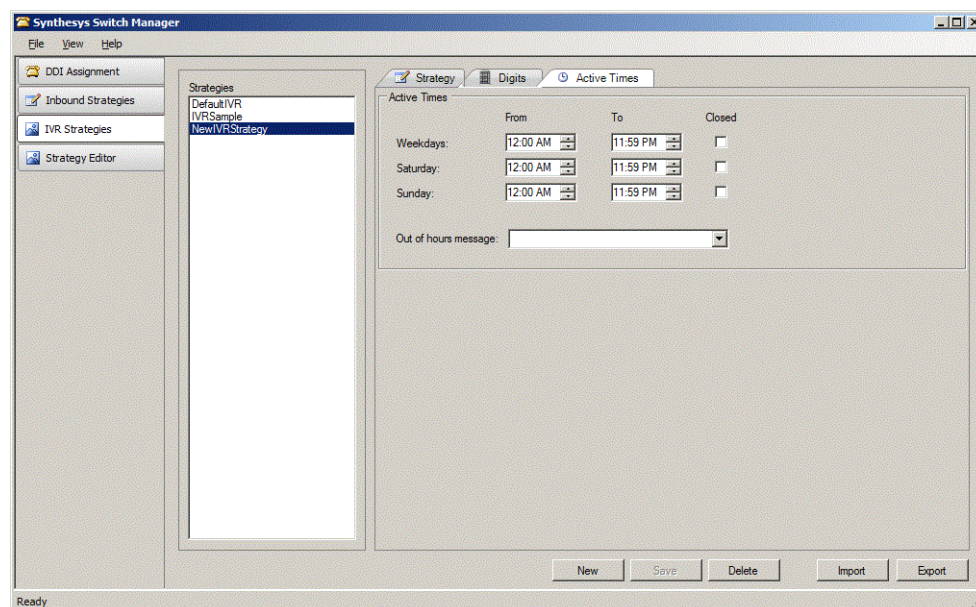 Synthesys Switch Manager
File View Help
DDI Assignment
Inbound Strategies
IVR Strategies
Strategy Editor
Strategies
DefaultIVR
IVRSample
NewIVRStrategy
Strategy Digits Active Times
Active Times
From To Closed
Weekdays: 12:00 AM 11:59 PM
Saturday: 12:00 AM 11:59 PM
Sunday: 12:00 AM 11:59 PM
Out of hours message:
New Save Delete Import Export
Ready